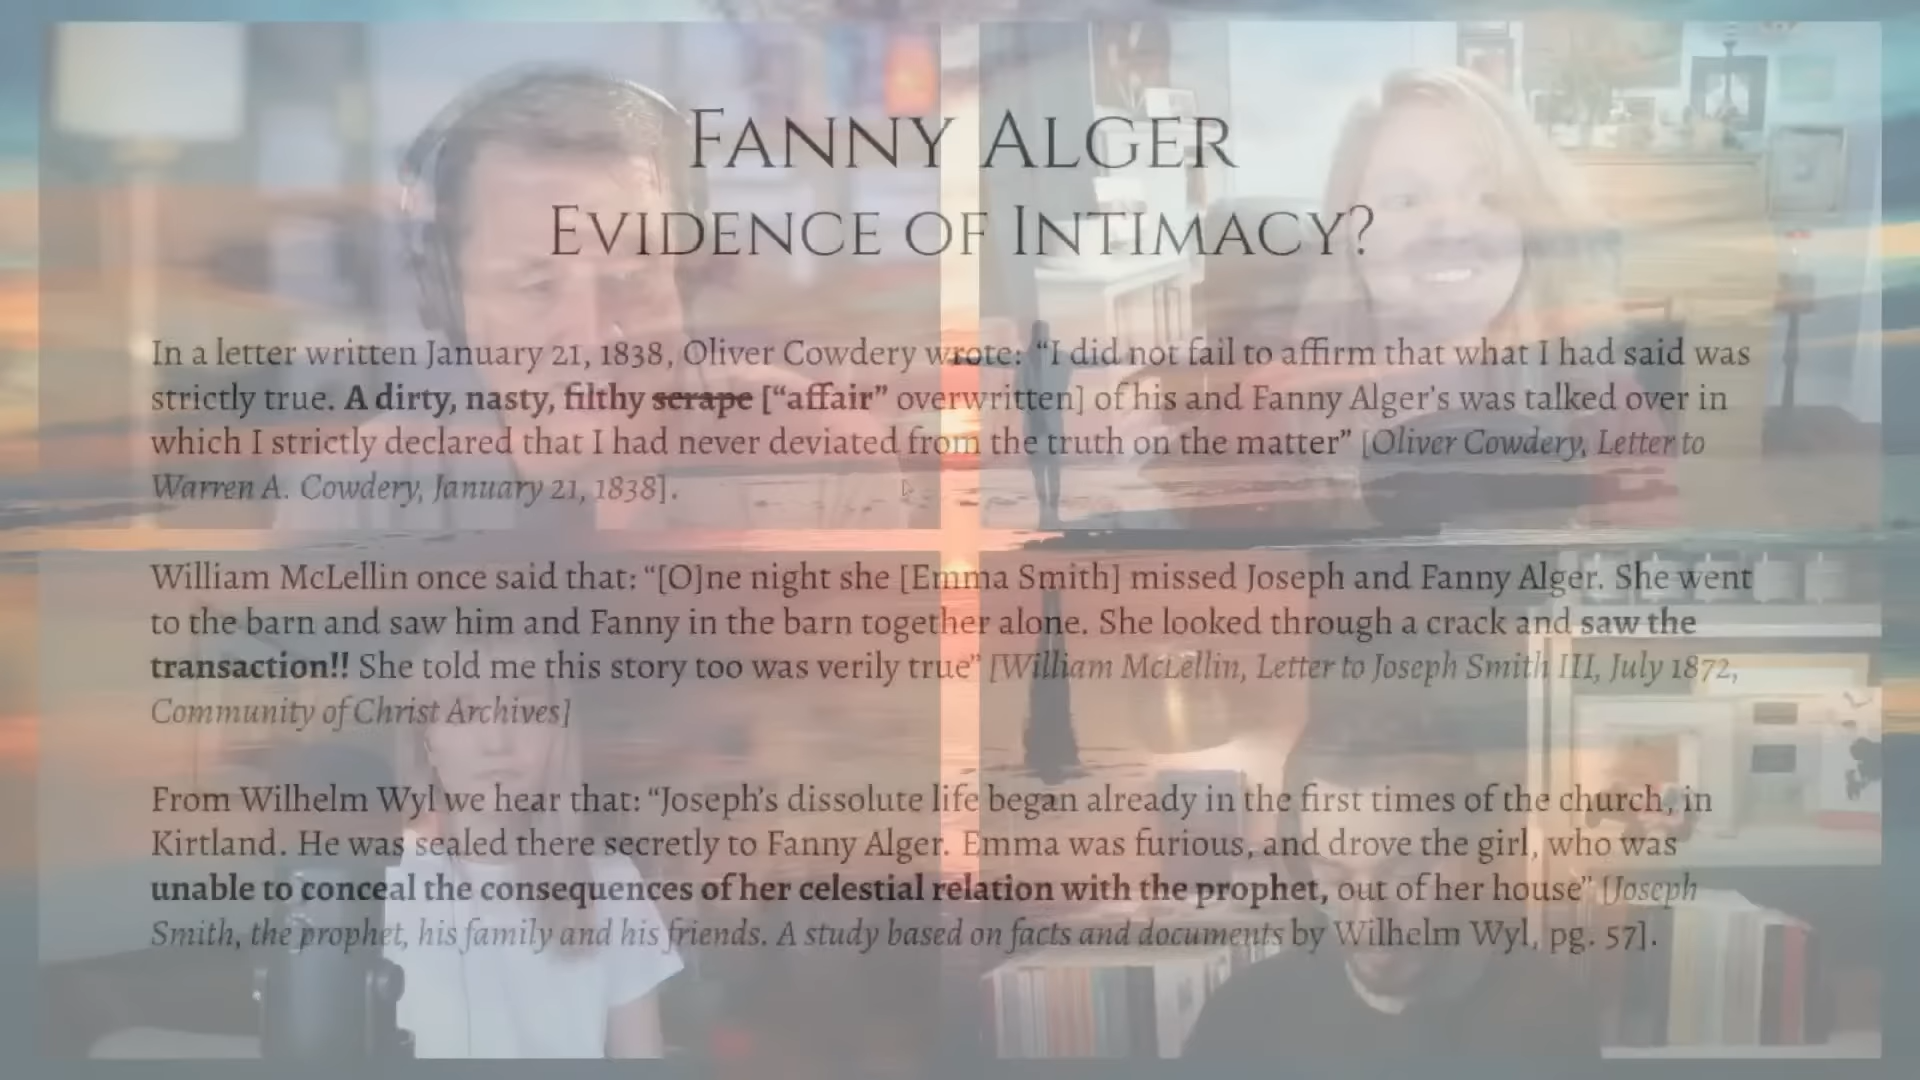 FANNY ALGER
EVIDENCE OF INTIMACY?
In a letter written January 21, 1838, Oliver Cowdery wrote: “I did not fail to affirm that what I had said was
strictly true. A dirty, nasty, filthy scrape [“affair” overwritten] of his and Fanny Alger’s was talked over in
which I strictly declared that I had never deviated from the truth on the matter” [Oliver Cowdery, Letter to
Warren A. Cowdery, January 21, 1838].
William McLellin once said that: “[O]ne night she [Emma Smith] missed Joseph and Fanny Alger. She went
to the barn and saw him and Fanny in the barn together alone. She looked through a crack and saw the
transaction!! She told me this story too was verily true” [William McLellin, Letter to Joseph Smith III, July 1872,
Community of Christ Archives]
From Wilhelm Wyl we hear that: “Joseph’s dissolute life began already in the first times of the church, in
Kirtland. He was sealed there secretly to Fanny Alger. Emma was furious, and drove the girl, who was
unable to conceal the consequences of her celestial relation with the prophet, out of her house” [Joseph
Smith, the prophet, his family and his friends. A study based on facts and documents by Wilhelm Wyl, pg. 57].